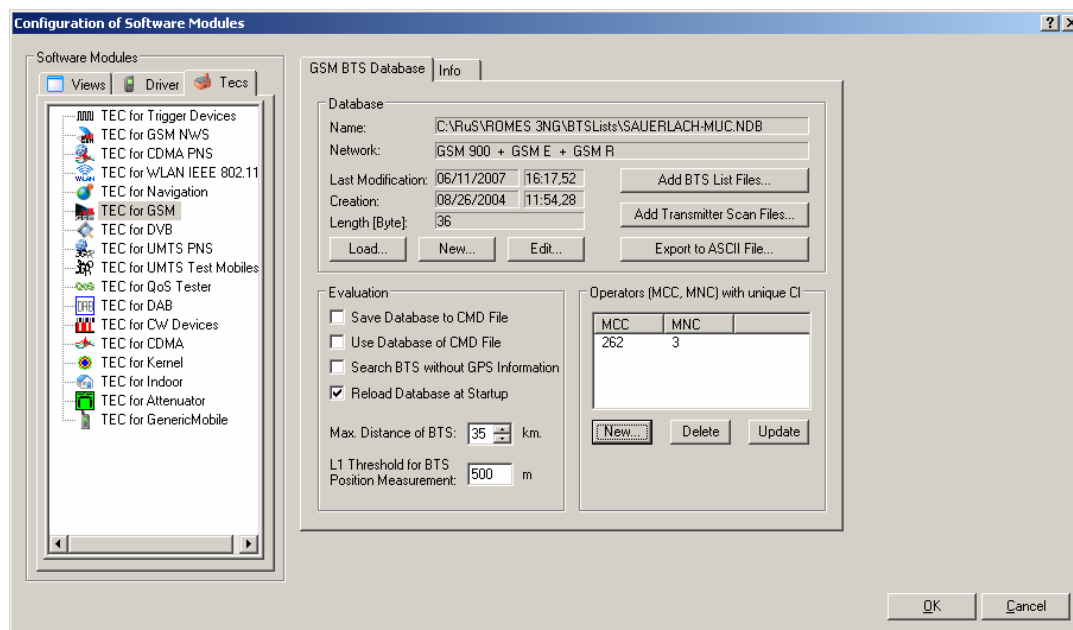 Configuration of Software Modules
Software Modules
Views
Driver
Tecs
TEC for Trigger Devices
TEC for GSM NWS
TEC for CDMA PNS
TEC for WLAN IEEE 802.11
TEC for Navigation
TEC for GSM
TEC for DVB
TEC for UMTS PNS
TEC for UMTS Test Mobiles
TEC for QoS Tester
TEC for DAB
TEC for CW Devices
TEC for CDMA
TEC for Kernel
TEC for Indoor
TEC for Attenuator
TEC for GenericMobile
GSM BTS Database
Info
Database
Name: C:\RuS\ROMES 3NG\BTSLists\SAUERLACH-MUC.NDB
Network: GSM 900 + GSM E + GSM R
Last Modification: 06/11/2007 16:17,52
Creation: 08/26/2004 11:54,28
Length [Byte]: 36
Load... New... Edit...
Add BTS List Files...
Add Transmitter Scan Files...
Export to ASCII File...
Evaluation
Save Database to CMD File
Use Database of CMD File
Search BTS without GPS Information
Reload Database at Startup
Max. Distance of BTS: 35 km.
L1 Threshold for BTS
Position Measurement: 500 m
Operators (MCC, MNC) with unique CI
MCC MNC
262 3
New... Delete Update
OK Cancel